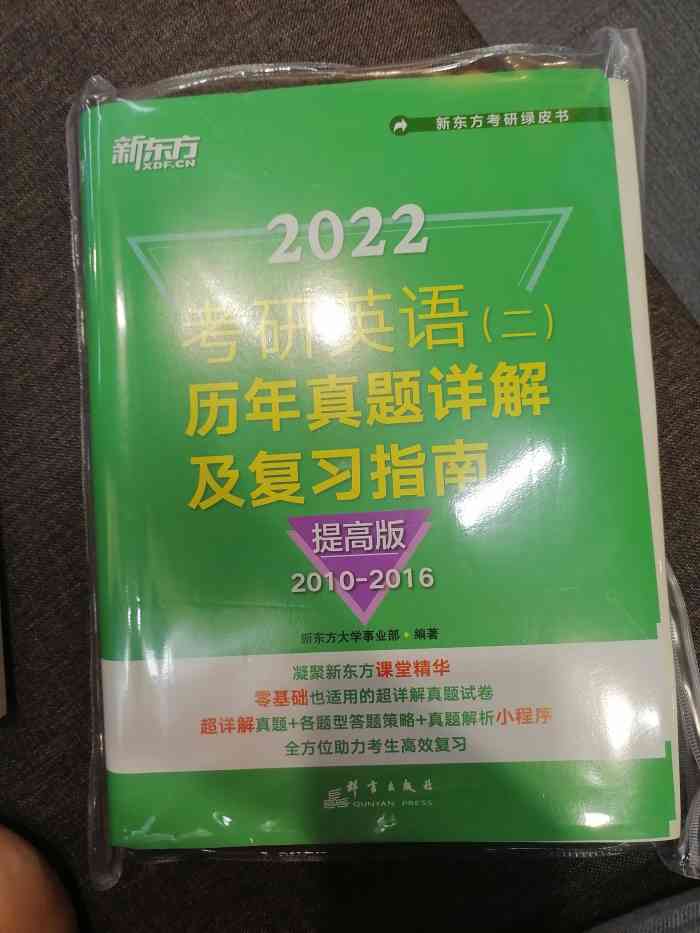 新东方考研绿皮书
新东方
XDF.CN
2022
考研英语(二)
历年真题详解
及复习指南
提高版
2010-2016
新东方大学事业部·编著
凝聚新东方课堂精华
零基础也适用的超详解真题试卷
超详解真题+各题型答题策略+真题解析小程序
全方位助力考生高效复习
群言出版社
QUNYAN PRESS